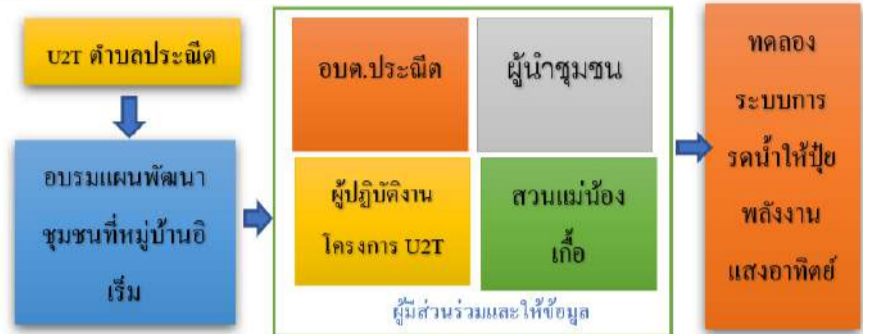 U2T ตำบลประณีต
อบรมแผนพัฒนา
ชุมชนที่หมู่บ้านอิ
เร็ม
อบต.ประณีต
ผู้นำชุมชน
ผู้ปฏิบัติงาน
โครงการ U2T
สวนแม่น้อง
เกื้อ
ผู้มีส่วนร่วมและให้ข้อมูล
ทดลอง
ระบบการ
รดน้ำให้ปุ๋ย
พลังงาน
แสงอาทิตย์